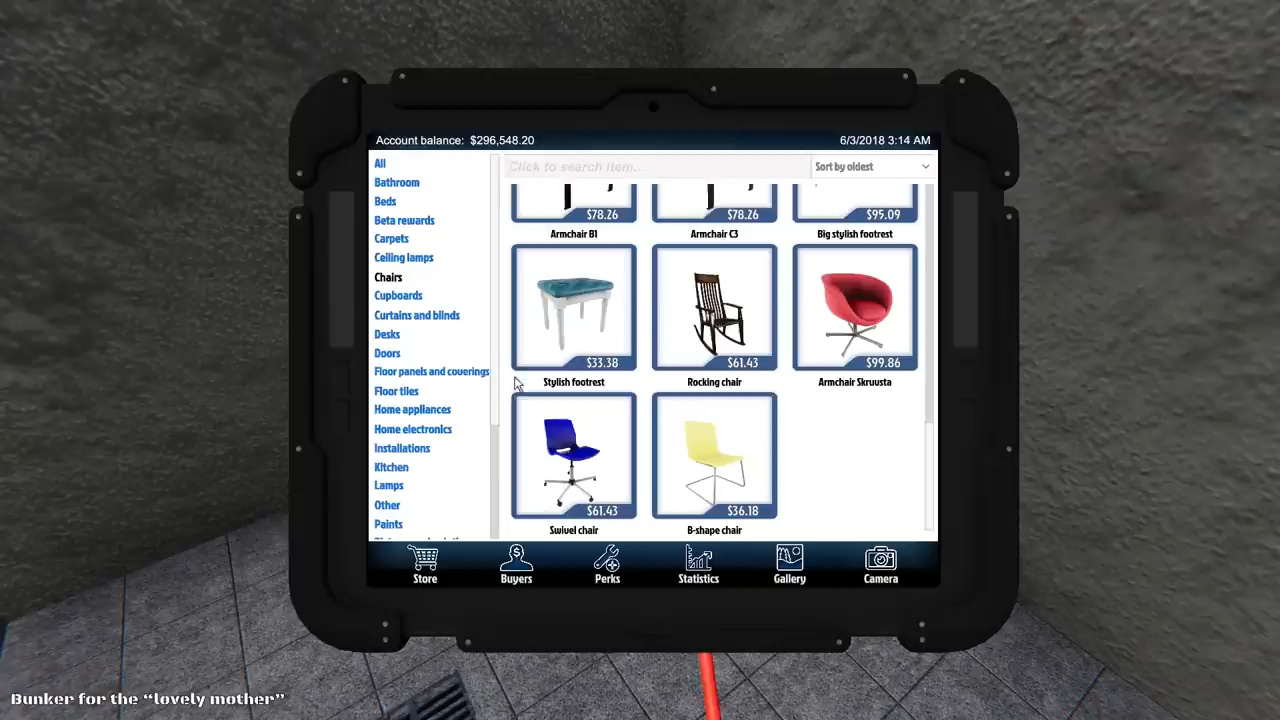 Account balance: $296,548.20
6/3/2018 3:14 AM
All
Bathroom
Beds
Beta rewards
Carpets
Ceiling lamps
Chairs
Cupboards
Curtains and blinds
Desks
Doors
Floor panels and coverings
Floor tiles
Home appliances
Home electronics
Installations
Kitchen
Lamps
Other
Paints
Click to search item...
Sort by oldest
$78.26
$78.26
$95.09
Armchair B1
Armchair C3
Big stylish footrest
$33.38
$61.43
$99.86
Stylish footrest
Rocking chair
Armchair Skruusta
$61.43
$36.18
Swivel chair
B-shape chair
Store
Buyers
Perks
Statistics
Gallery
Camera
Bunker for the “lovely mother”